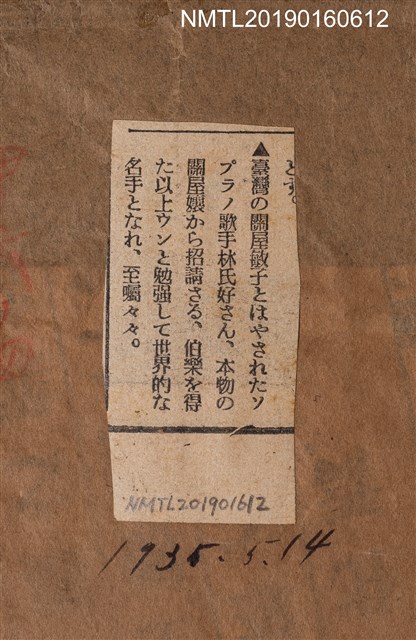 NMTL20190160612
とす。
▲臺灣の關屋敏子とはやされたソ
プラノ歌手林氏好さん、本物の
關屋孃から招請さる、伯樂を得
た以上ウンと勉强して世界的な
名手となれ、至囑々々。
NMTL201901612
1935.5.14